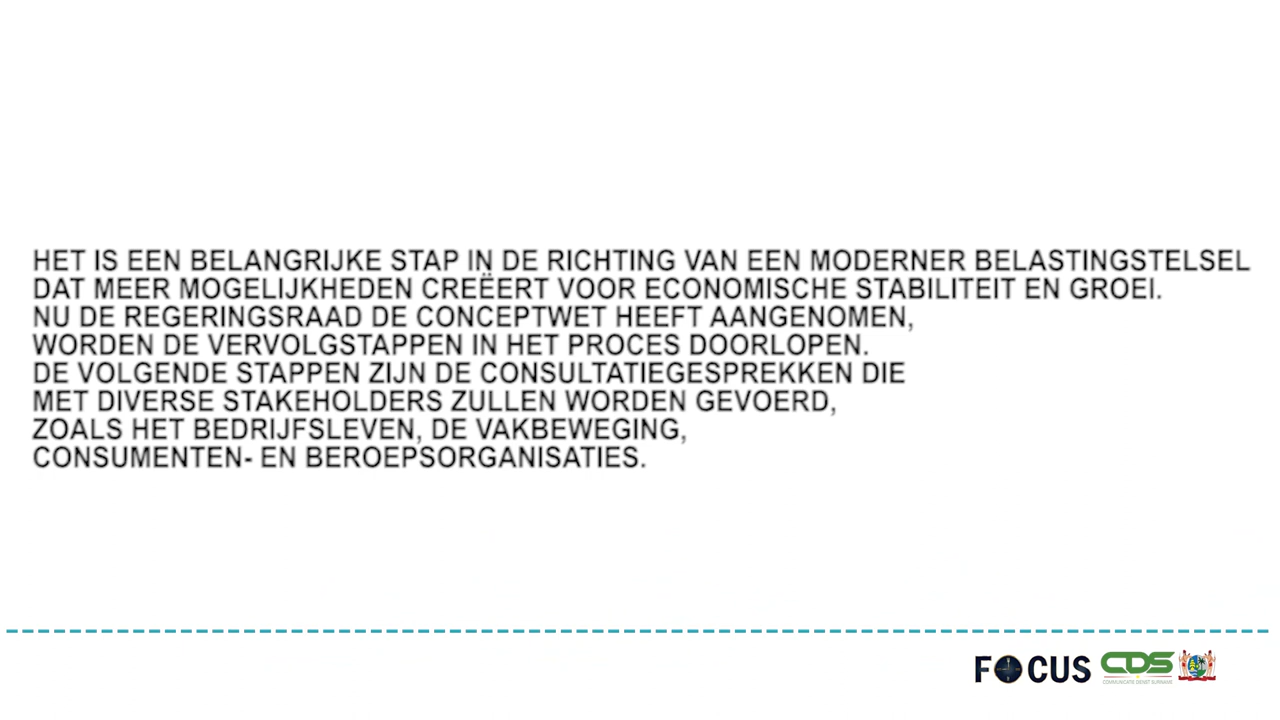 HET IS EEN BELANGRIJKE STAP IN DE RICHTING VAN EEN MODERNER BELASTINGSTELSEL
DAT MEER MOGELIJKHEDEN CREËERT VOOR ECONOMISCHE STABILITEIT EN GROEI.
NU DE REGERINGSRAAD DE CONCEPTWET HEEFT AANGENOMEN,
WORDEN DE VERVOLGSTAPPEN IN HET PROCES DOORLOPEN.
DE VOLGENDE STAPPEN ZIJN DE CONSULTATIEGESPREKKEN DIE
MET DIVERSE STAKEHOLDERS ZULLEN WORDEN GEVOERD,
ZOALS HET BEDRIJFSLEVEN, DE VAKBEWEGING,
CONSUMENTEN- EN BEROEPSORGANISATIES.
FOCUS CDS
COMMUNICATIE DIENST SURINAME